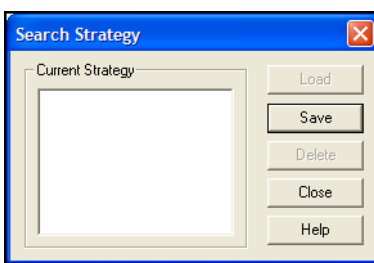 Search Strategy
Current Strategy
Load
Save
Delete
Close
Help